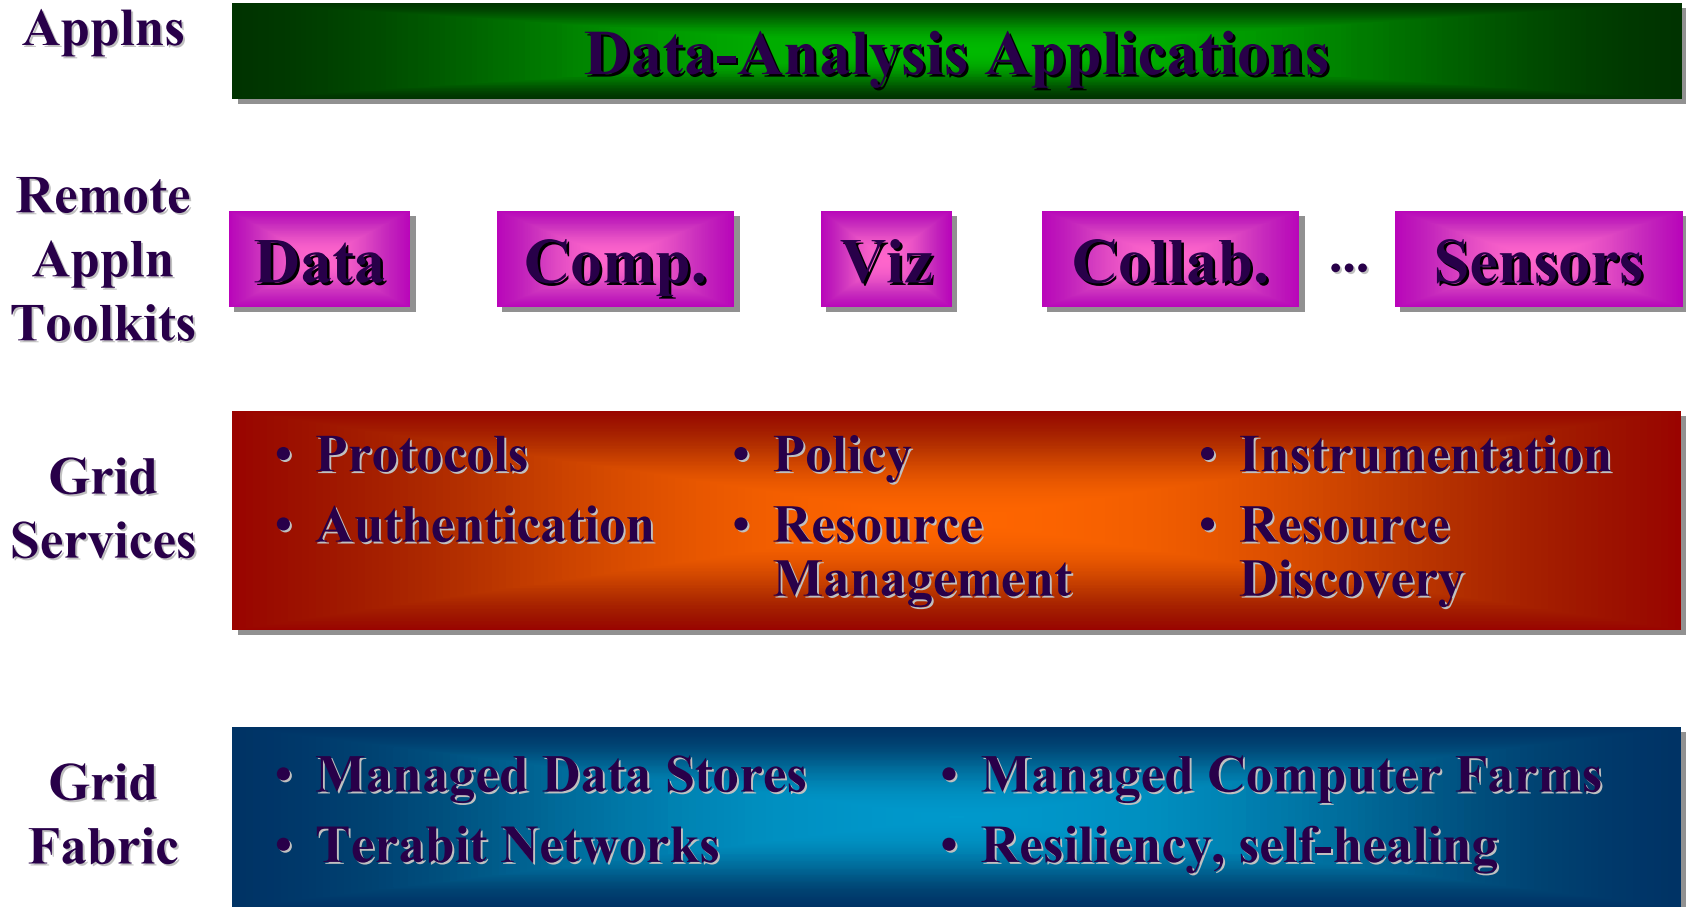 Applns
Data-Analysis Applications
Remote
Appln
Toolkits
Data
Comp.
Viz
Collab.
...
Sensors
Grid
Services
• Protocols
• Authentication
• Policy
• Resource
Management
• Instrumentation
• Resource
Discovery
Grid
Fabric
• Managed Data Stores
• Terabit Networks
• Managed Computer Farms
• Resiliency, self-healing